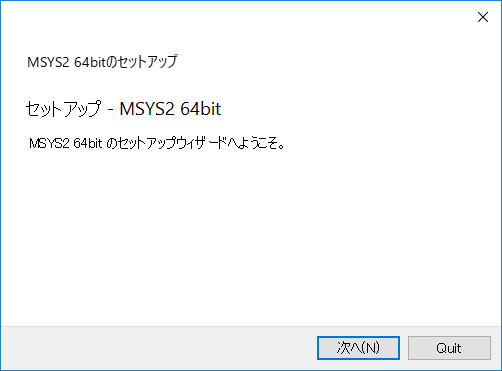 MSYS2 64bitのセットアップ
セットアップ - MSYS2 64bit
MSYS2 64bit のセットアップウィザードへようこそ。
次へ(N)
Quit